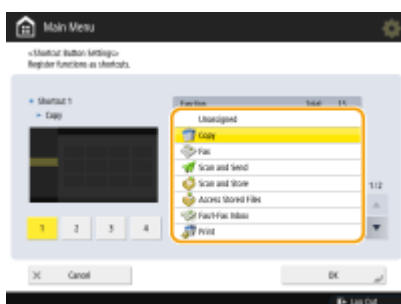 Main Menu
<Shortcut Button Settings>
Register functions as shortcuts.
Shortcut 1
Copy
Function Total 15
Unassigned
Copy
Fax
Scan and Send
Scan and Store
Access Stored Files
Fax/I-Fax Inbox
Print
1/2
1 2 3 4
Cancel
OK
Log Out